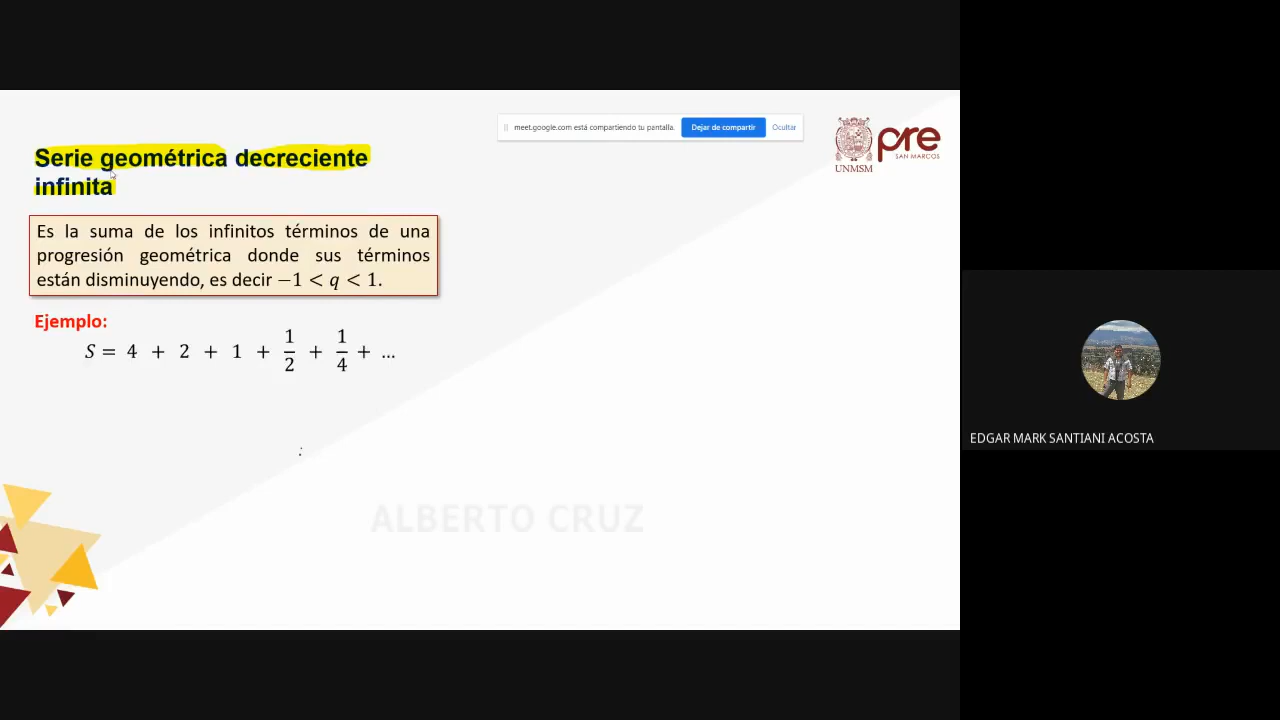 meet.google.com está compartiendo tu pantalla.
Dejar de compartir
Ocultar
Serie geométrica decreciente
infinita
pre
SAN MARCOS
UNMSM
Es la suma de los infinitos términos de una
progresión geométrica donde sus términos
están disminuyendo, es decir −1 < q < 1.
Ejemplo:
S = 4 + 2 + 1 + 1/2 + 1/4 + ...
:
ALBERTO CRUZ
EDGAR MARK SANTIANI ACOSTA